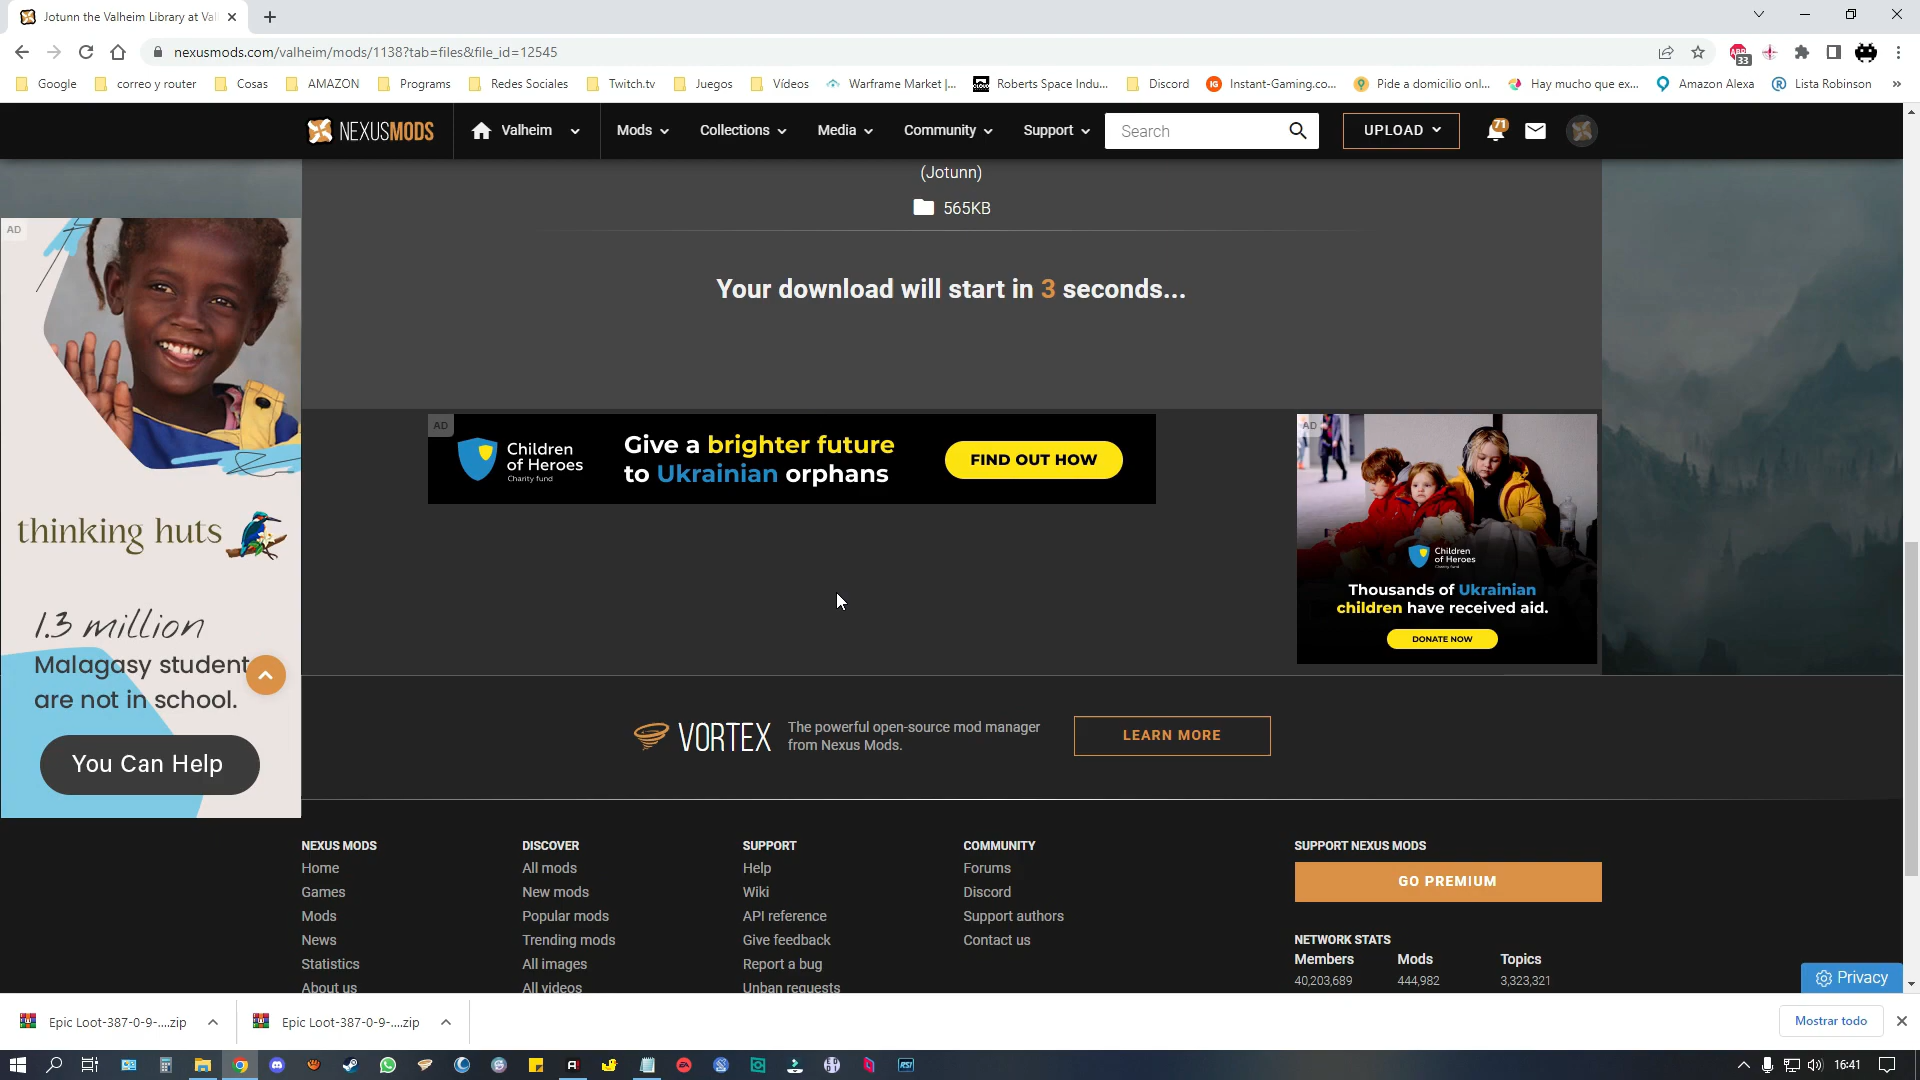 Jotunn the Valheim Library at Val
nexusmods.com/valheim/mods/1138?tab=files&file_id=12545
33
Google
correo y router
Cosas
AMAZON
Programs
Redes Sociales
Twitch.tv
Juegos
Vídeos
Warframe Market |...
Roberts Space Indu...
Discord
Instant-Gaming.co...
Pide a domicilio onl...
Hay mucho que ex...
Amazon Alexa
Lista Robinson
»
NEXUSMODS
Valheim
Mods
Collections
Media
Community
Support
Search
UPLOAD
71
(Jotunn)
565KB
Your download will start in 3 seconds...
AD
thinking huts
1.3 million
Malagasy student
are not in school.
You Can Help
AD
Children
of Heroes
Charity fund
Give a brighter future
to Ukrainian orphans
FIND OUT HOW
AD
Children
of Heroes
Charity fund
Thousands of Ukrainian
children have received aid.
DONATE NOW
VORTEX
The powerful open-source mod manager
from Nexus Mods.
LEARN MORE
NEXUS MODS
Home
Games
Mods
News
Statistics
About us
DISCOVER
All mods
New mods
Popular mods
Trending mods
All images
All videos
SUPPORT
Help
Wiki
API reference
Give feedback
Report a bug
Unban requests
COMMUNITY
Forums
Discord
Support authors
Contact us
SUPPORT NEXUS MODS
GO PREMIUM
NETWORK STATS
Members
Mods
Topics
40,203,689
444,982
3,323,321
Privacy
Epic Loot-387-0-9-....zip
Epic Loot-387-0-9-....zip
Mostrar todo
16:41